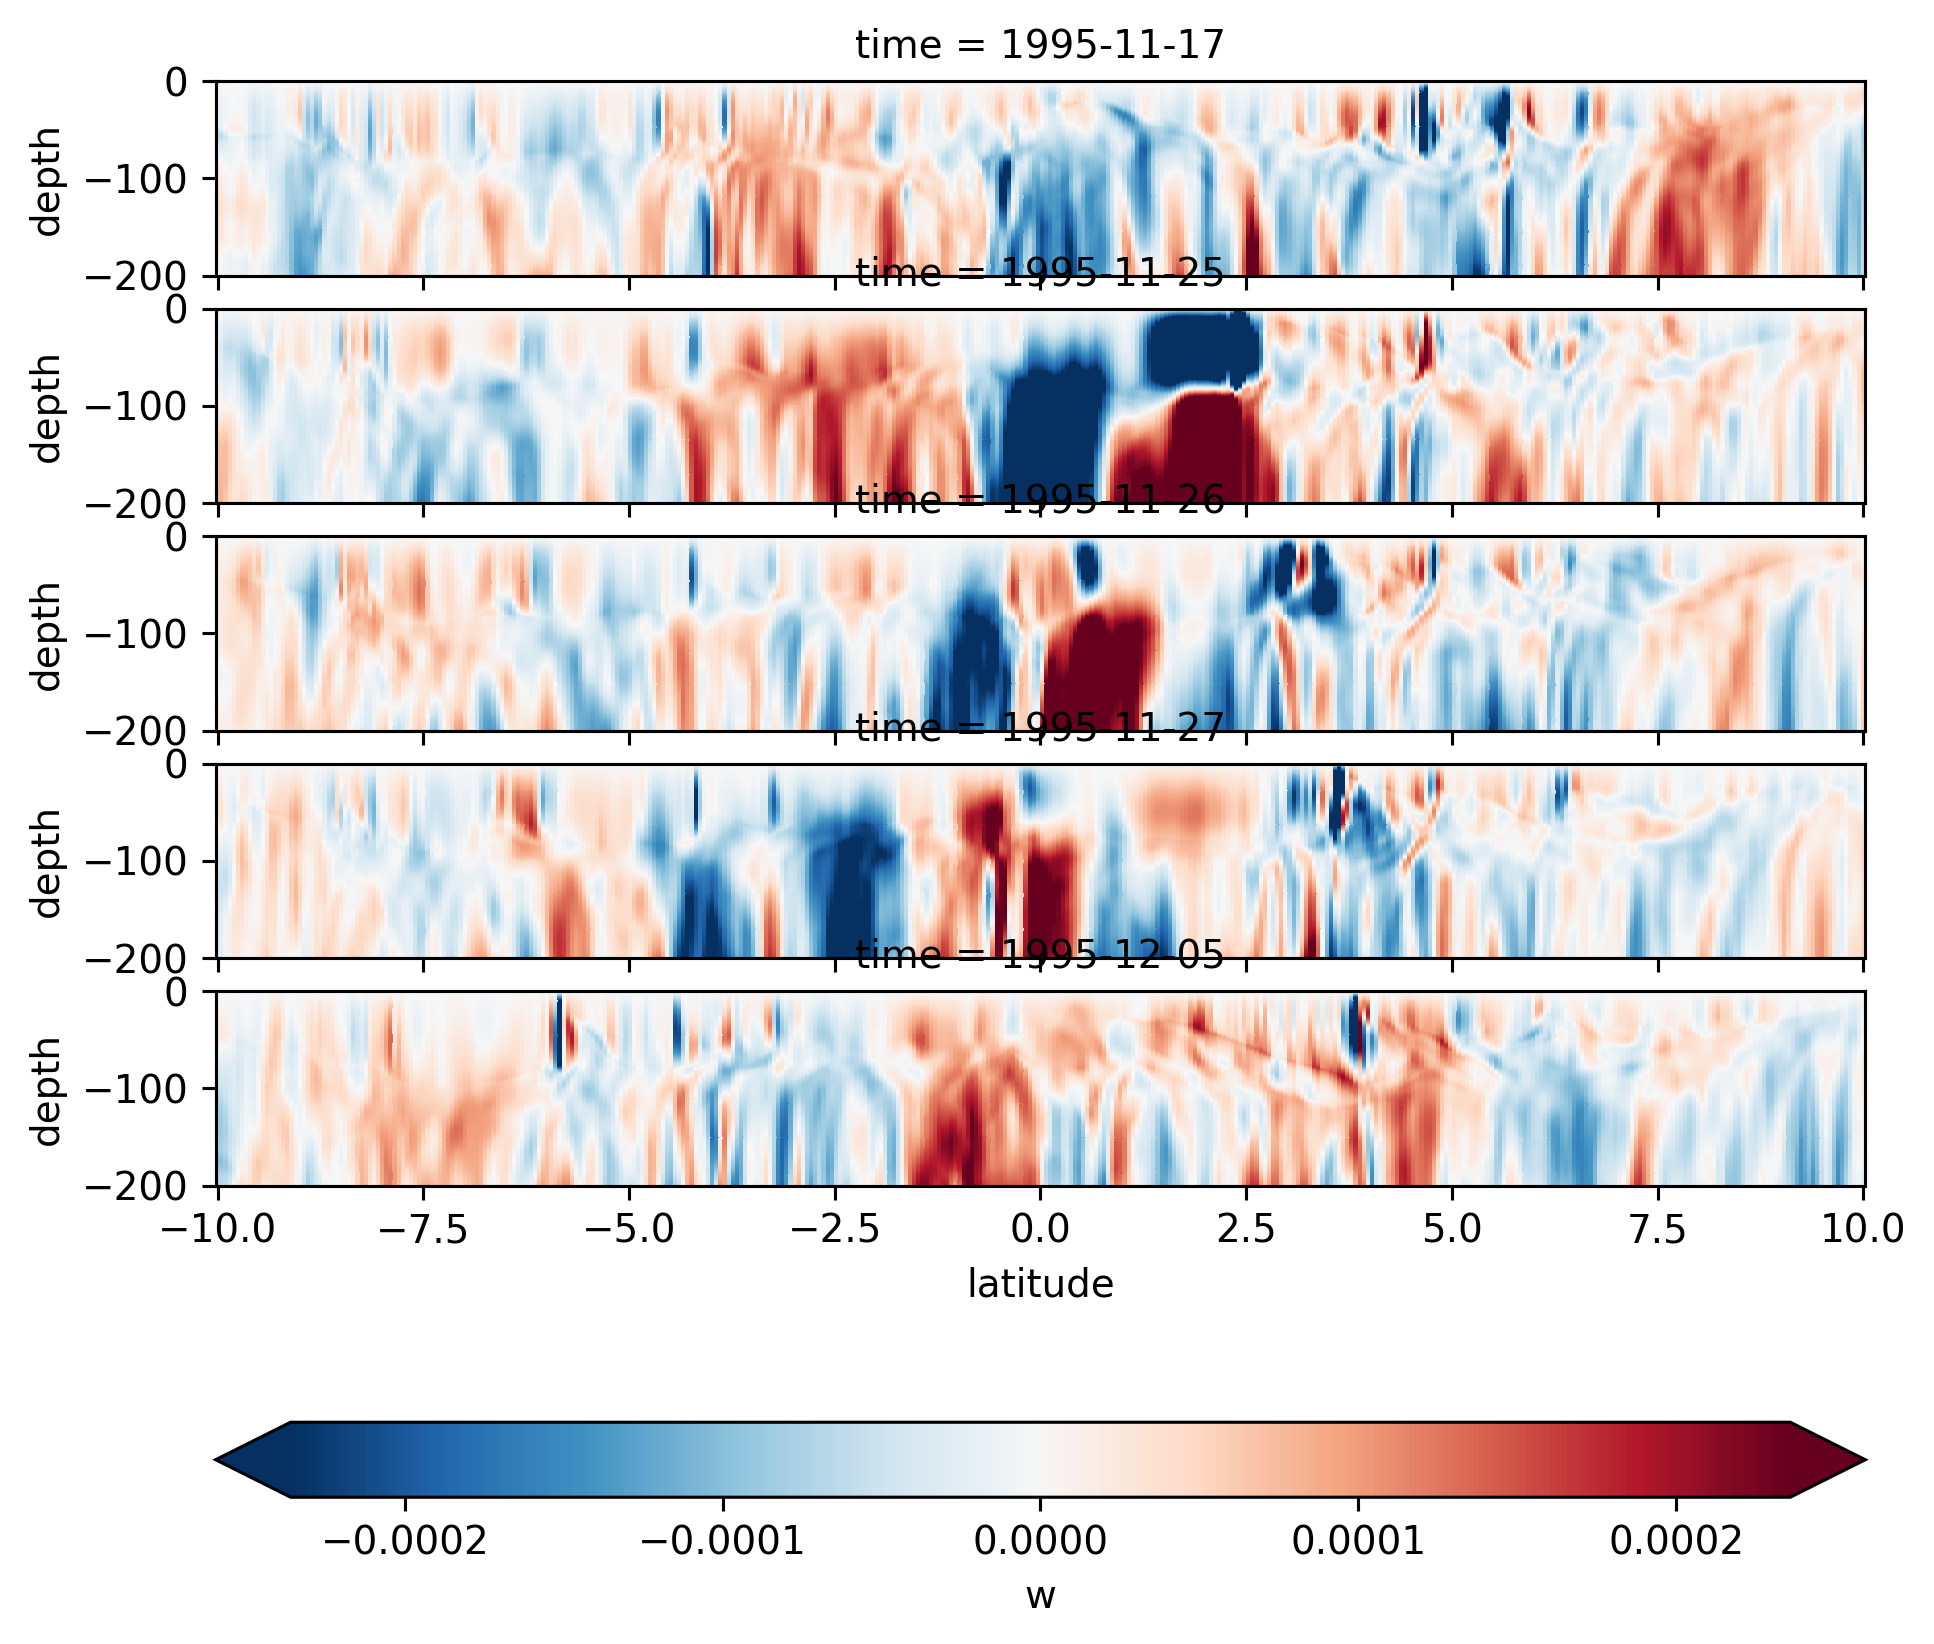 time = 1995-11-17
0
−100
−200
depth
time = 1995-11-25
0
−100
−200
depth
time = 1995-11-26
0
−100
−200
depth
time = 1995-11-27
0
−100
−200
depth
time = 1995-12-05
0
−100
−200
depth
−10.0 −7.5 −5.0 −2.5 0.0 2.5 5.0 7.5 10.0
latitude
−0.0002 −0.0001 0.0000 0.0001 0.0002
w